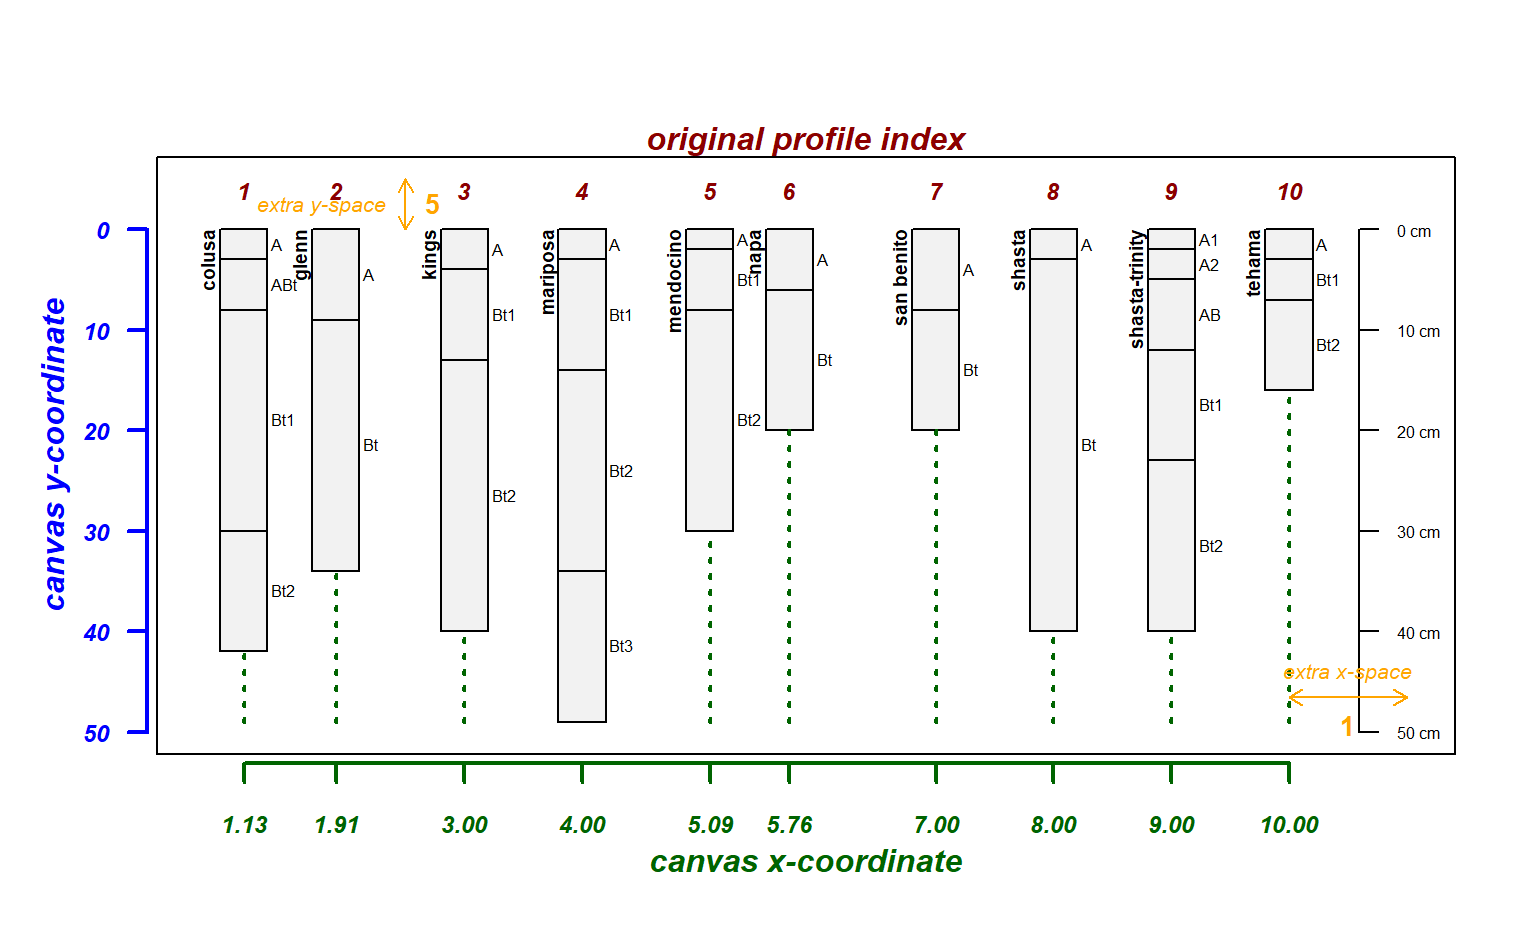 original profile index
1 2 3 4 5 6 7 8 9 10
extra y-space 5
canvas y-coordinate
0
10
20
30
40
50
colusa
A
ABt
Bt1
Bt2
glenn
A
Bt
kings
A
Bt1
Bt2
mariposa
A
Bt1
Bt2
Bt3
mendocino
A
Bt1
Bt2
napa
A
Bt
san benito
A
Bt
shasta
A
Bt
shasta-trinity
A1
A2
AB
Bt1
Bt2
tehama
A
Bt1
Bt2
0 cm
10 cm
20 cm
30 cm
40 cm
50 cm
extra x-space
1
1.13 1.91 3.00 4.00 5.09 5.76 7.00 8.00 9.00 10.00
canvas x-coordinate